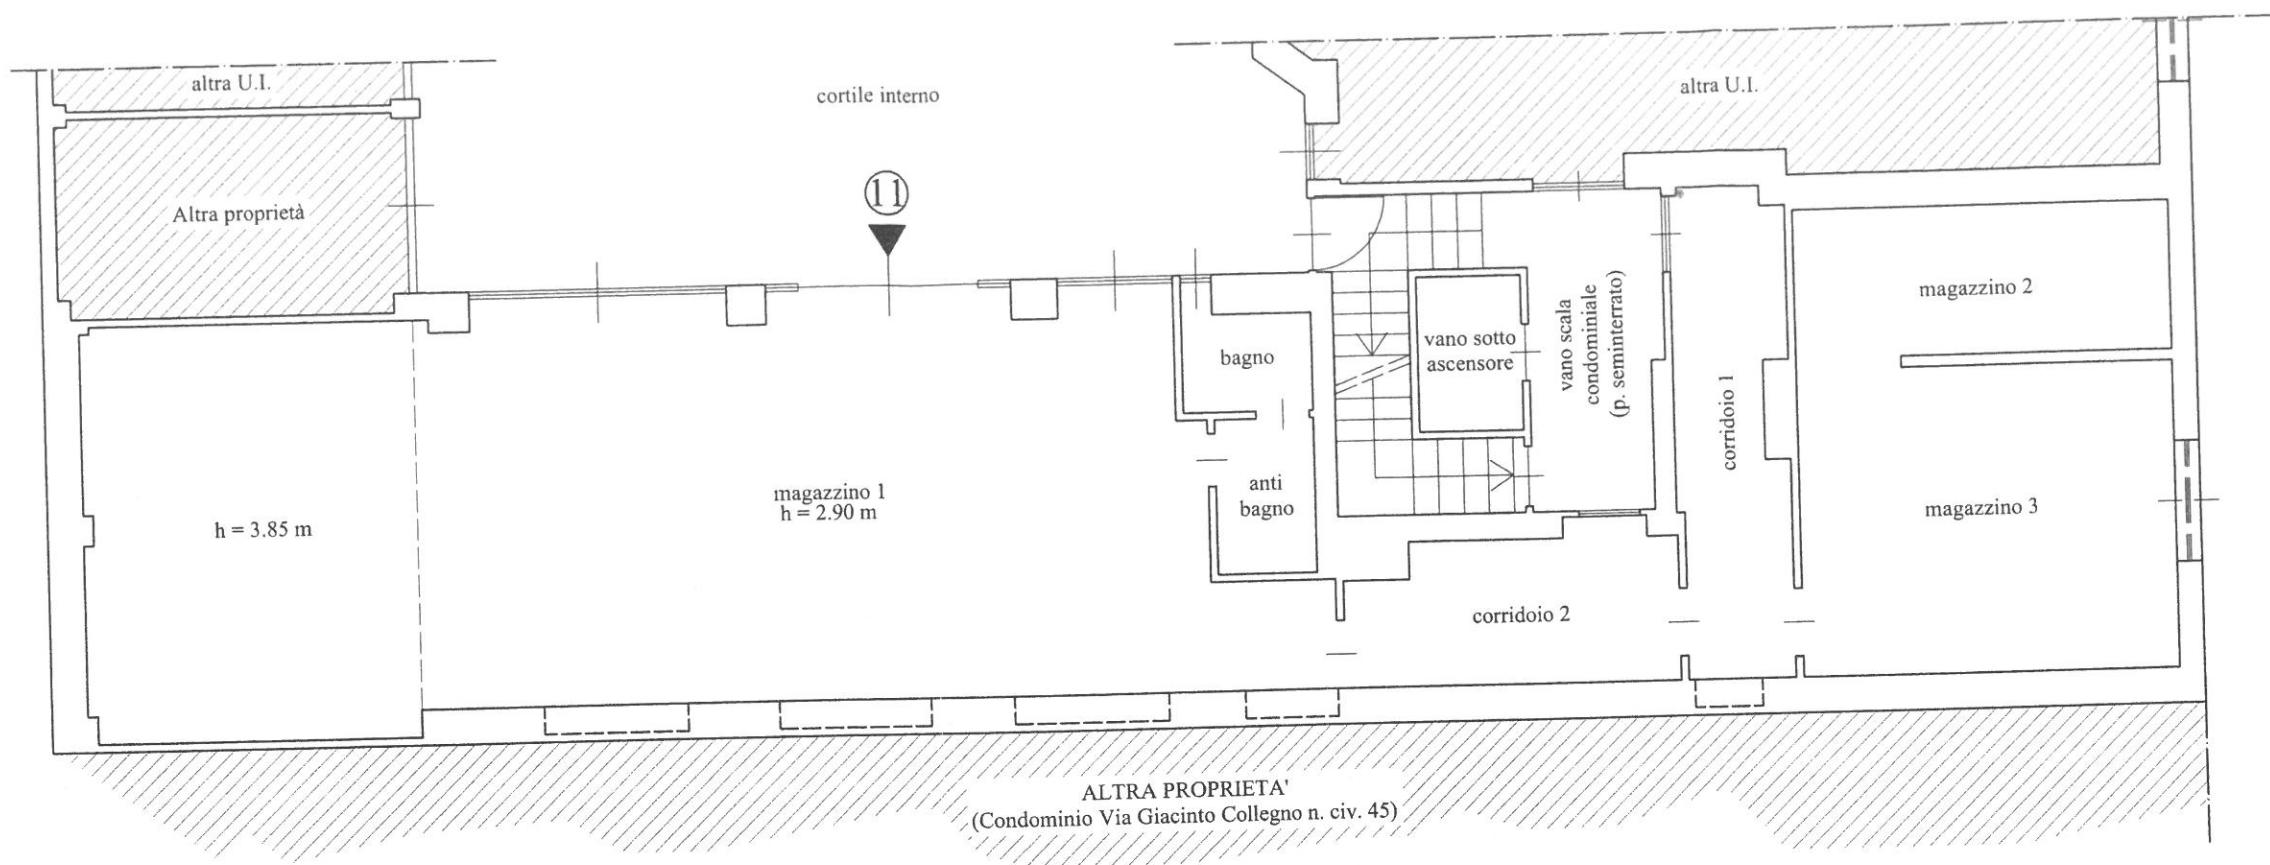 altra U.I.
cortile interno
altra U.I.
11
Altra proprietà
magazzino 2
vano sotto
ascensore
vano scala
condominiale
(p. seminterrato)
bagno
corridoio 1
anti
bagno
magazzino 1
h = 2.90 m
h = 3.85 m
magazzino 3
corridoio 2
ALTRA PROPRIETA'
(Condominio Via Giacinto Collegno n. civ. 45)